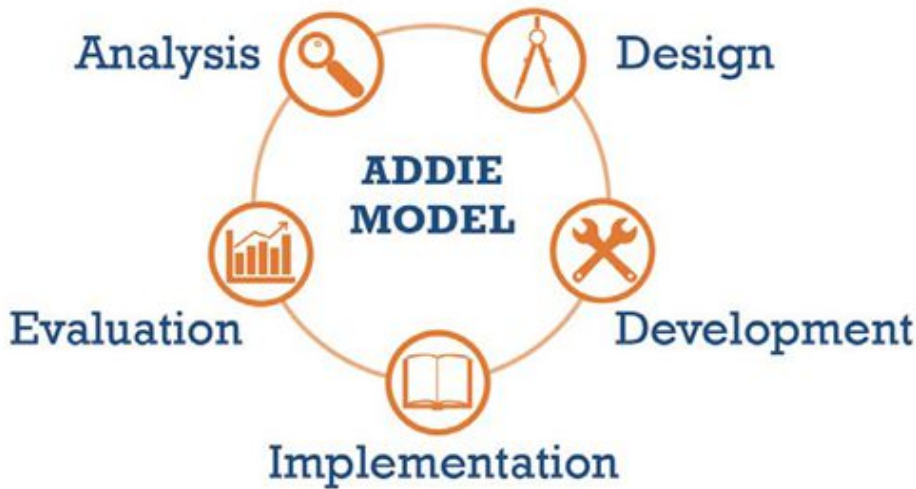 Analysis
Design
ADDIE
MODEL
Evaluation
Development
Implementation